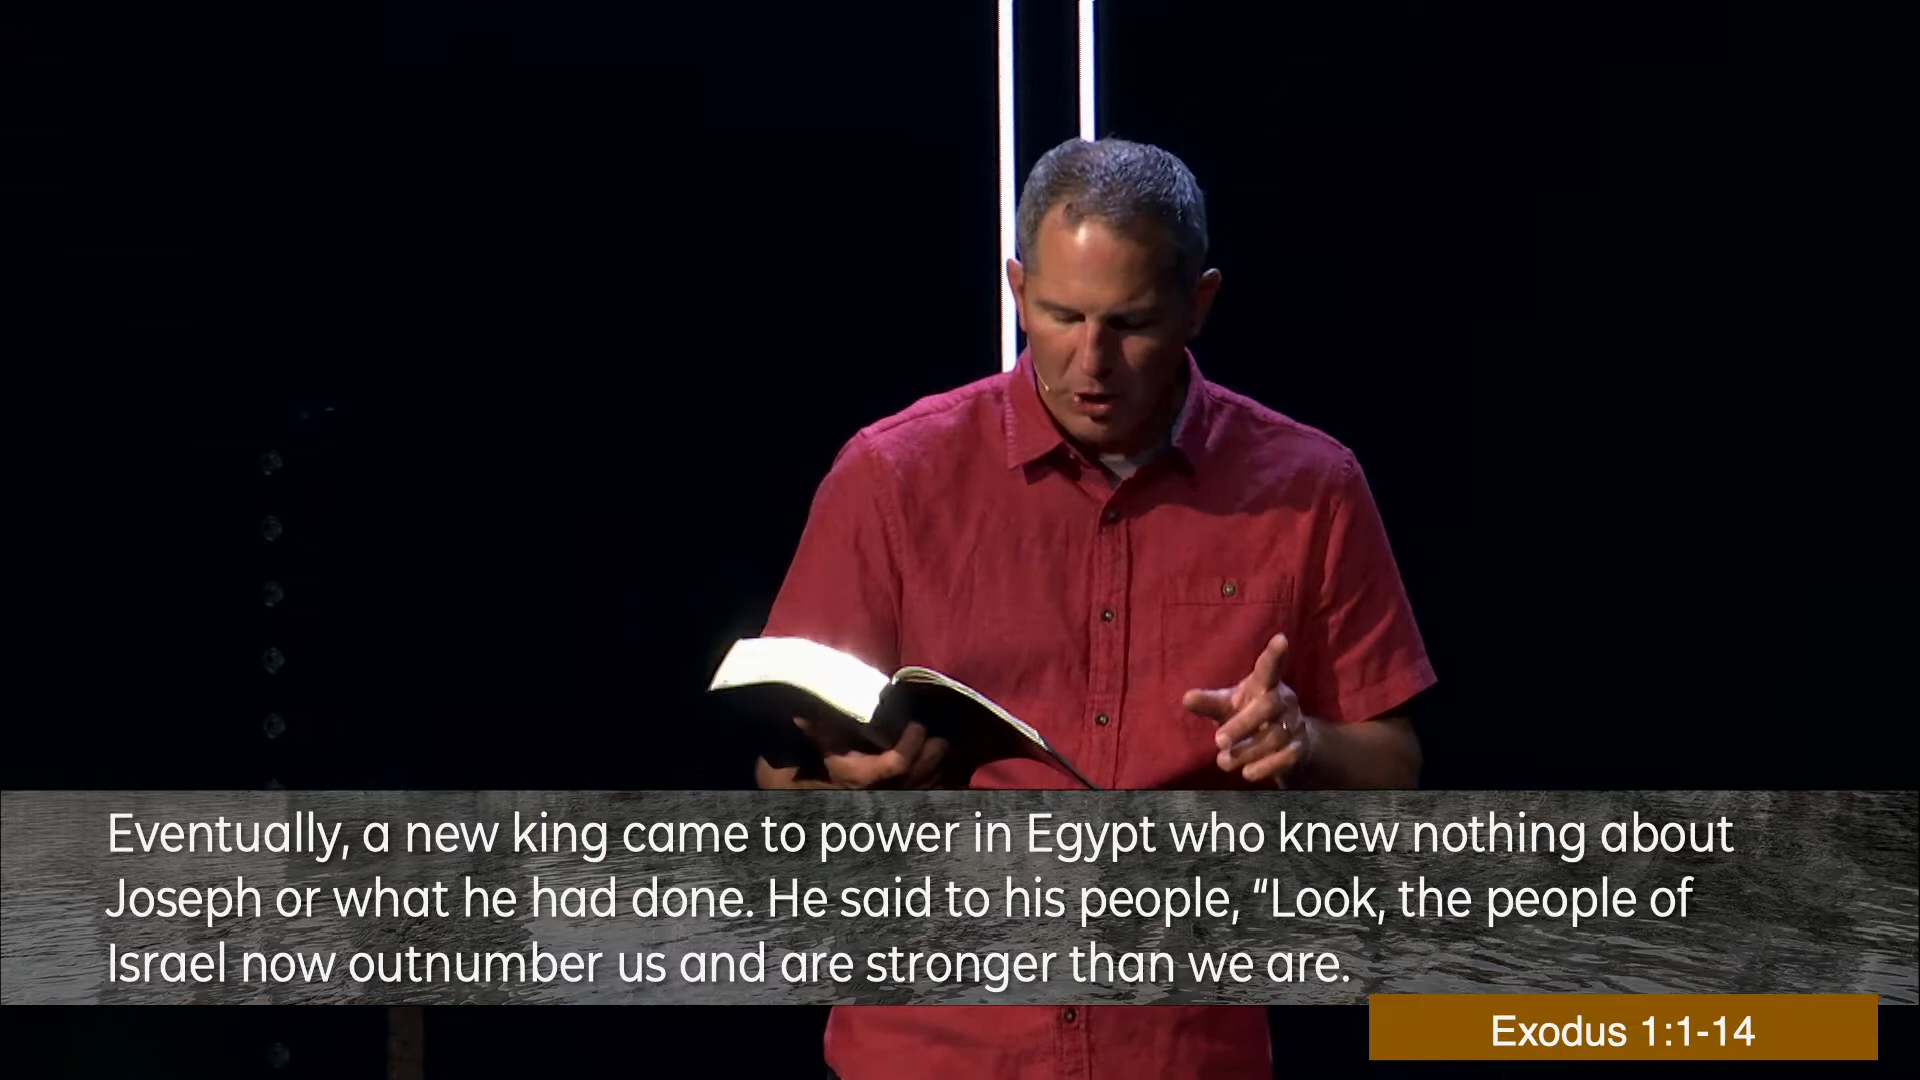 Eventually, a new king came to power in Egypt who knew nothing about
Joseph or what he had done. He said to his people, “Look, the people of
Israel now outnumber us and are stronger than we are.
Exodus 1:1-14